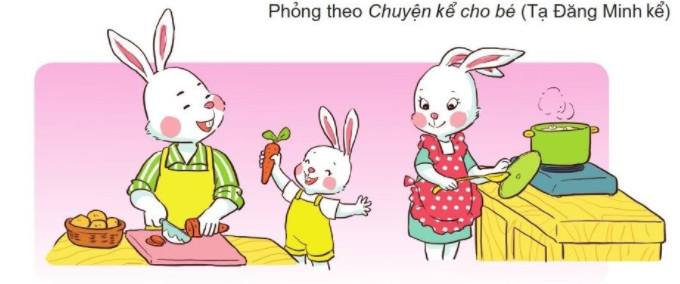 Phỏng theo Chuyện kể cho bé (Tạ Đăng Minh kể)